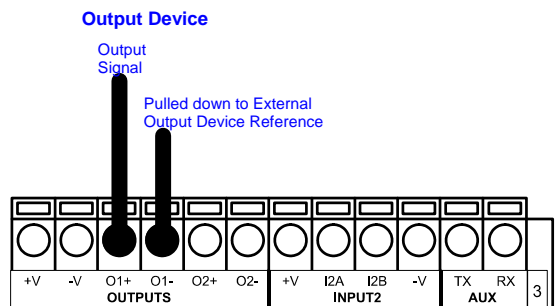 Output Device
Output
Signal
Pulled down to External
Output Device Reference
+V -V O1+ O1- O2+ O2- +V I2A I2B -V TX RX
OUTPUTS INPUT2 AUX 3